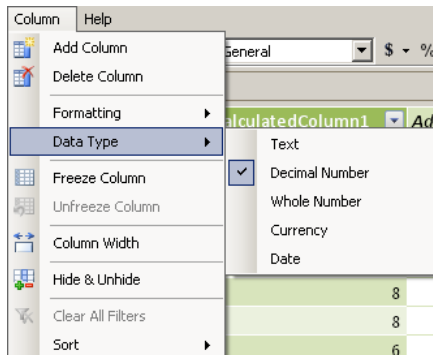 Column Help
Add Column
General $ %
Delete Column
Formatting
alculatedColumn1 Ad
Data Type
Text
Decimal Number
Freeze Column
Whole Number
Unfreeze Column
Currency
Column Width
Date
Hide & Unhide
8
Clear All Filters
8
Sort
6